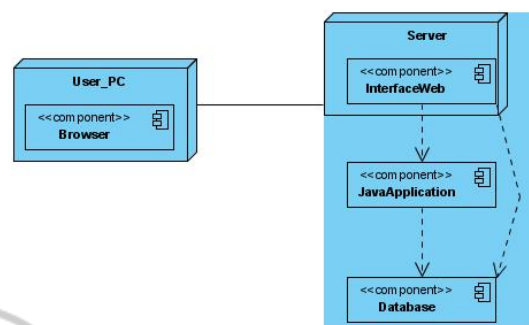 User_PC
<<component>>
Browser
Server
<<component>>
InterfaceWeb
<<component>>
JavaApplication
<<component>>
Database